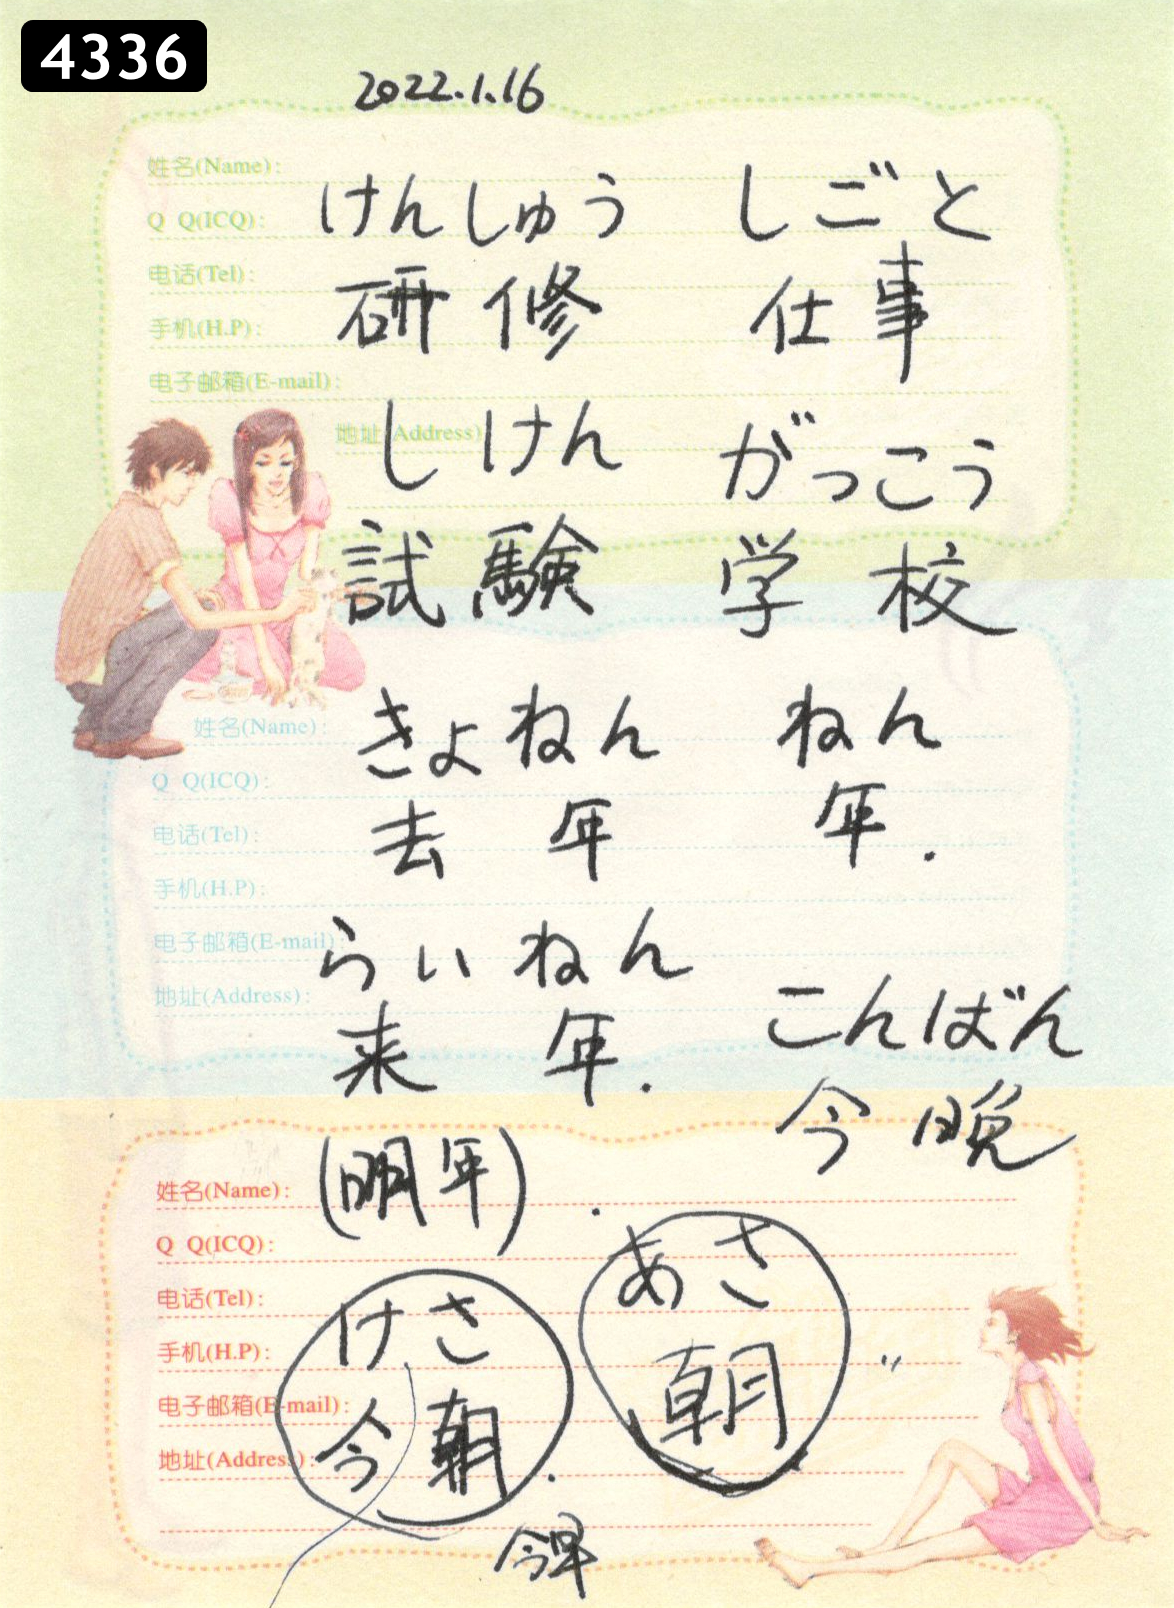 4336
2022.1.16
姓名(Name):
Q Q(ICQ):
けんしゅう しごと
电话(Tel):
手机(H.P):
研修 仕事
电子邮箱(E-mail):
地址(Address)
しけん がっこう
試験 学校
きょねん ねん
姓名(Name):
Q Q(ICQ):
电话(Tel):
去年 年.
手机(H.P):
电子邮箱(E-mail):
らいねん
地址(Address):
こんばん
来年.
今晩
(明年).
姓名(Name):
Q Q(ICQ):
あさ
电话(Tel):
けさ
手机(H.P):
朝 〃
电子邮箱(E-mail):
今朝.
地址(Address):
今早